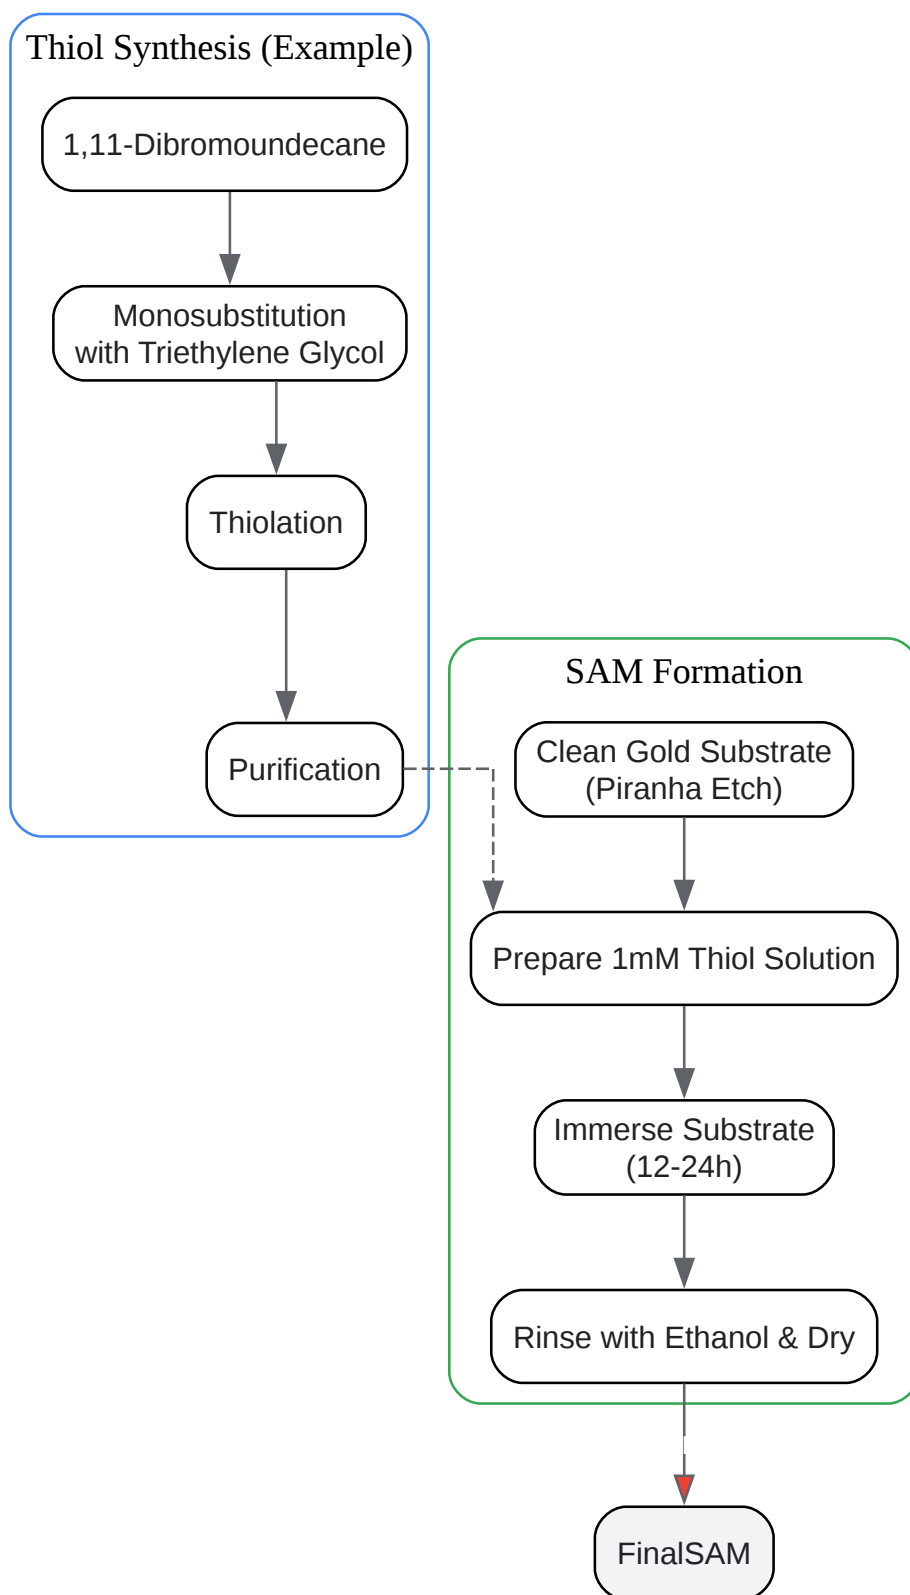 Thiol Synthesis (Example)
1,11-Dibromoundecane
Monosubstitution
with Triethylene Glycol
Thiolation
Purification
SAM Formation
Clean Gold Substrate
(Piranha Etch)
Prepare 1mM Thiol Solution
Immerse Substrate
(12-24h)
Rinse with Ethanol & Dry
FinalSAM